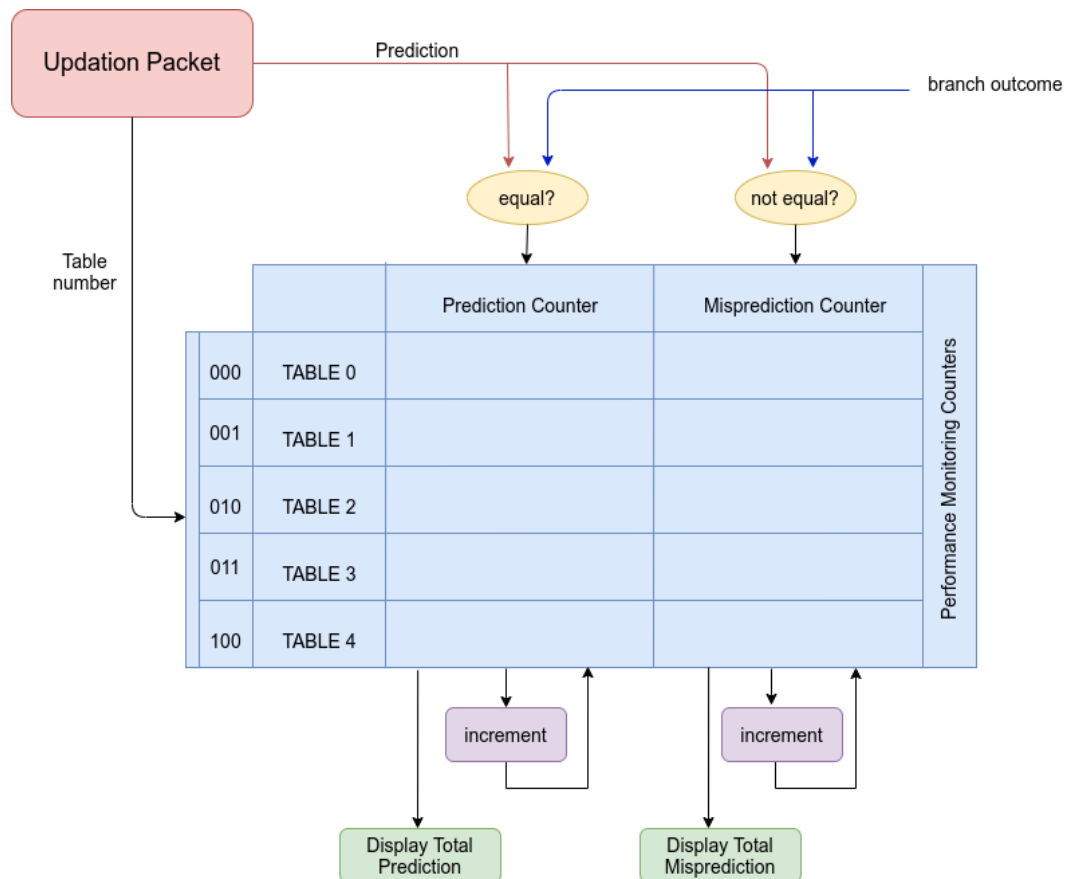 Updation Packet
Prediction
branch outcome
equal?
not equal?
Table
number
Prediction Counter
Misprediction Counter
000
TABLE 0
001
TABLE 1
010
TABLE 2
011
TABLE 3
100
TABLE 4
Performance Monitoring Counters
increment
increment
Display Total
Prediction
Display Total
Misprediction